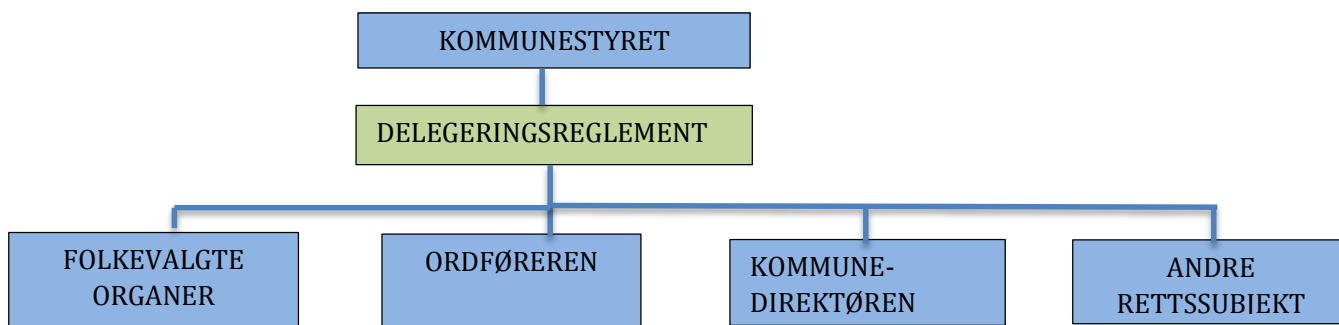 KOMMUNESTYRET
DELEGERINGSREGLEMENT
FOLKEVALGTE
ORGANER
ORDFØREREN
KOMMUNE-
DIREKTØREN
ANDRE
RETTSSUBJEKT